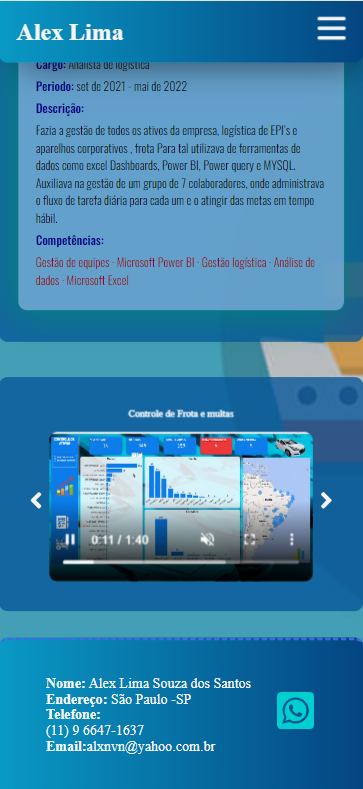 Alex Lima
Cargo: Analista de logística
Período: set de 2021 - mai de 2022
Descrição:
Fazia a gestão de todos os ativos da empresa, logística de EPI's e
aparelhos corporativos , frota Para tal utilizava de ferramentas de
dados como excel Dashboards, Power BI, Power query e MYSQL.
Auxiliava na gestão de um grupo de 7 colaboradores, onde administrava
o fluxo de tarefa diária para cada um e o atingir das metas em tempo
hábil.
Competências:
Gestão de equipes · Microsoft Power BI · Gestão logística · Análise de
dados · Microsoft Excel
Controle de Frota e multas
0:11 / 1:40
Nome: Alex Lima Souza dos Santos
Endereço: São Paulo -SP
Telefone:
(11) 9 6647-1637
Email:alxnvn@yahoo.com.br